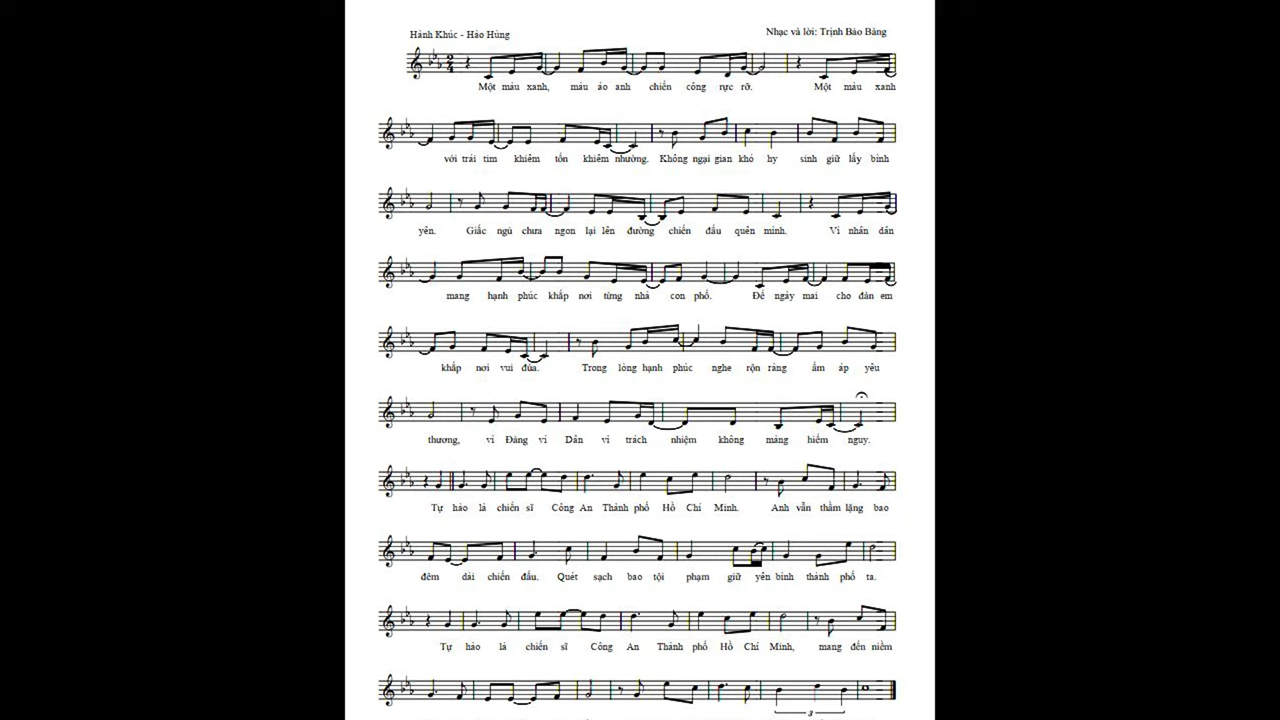 Hành Khúc - Hào Hùng
Nhạc và lời: Trịnh Bảo Bàng
2
4
Một màu xanh, màu áo anh chiến công rực rỡ. Một màu xanh
với trái tim khiêm tốn khiêm nhường. Không ngại gian khó hy sinh giữ lấy bình
yên. Giấc ngủ chưa ngon lại lên đường chiến đấu quên mình. Vì nhân dân
mang hạnh phúc khắp nơi từng nhà con phố. Để ngày mai cho đàn em
khắp nơi vui đùa. Trong lòng hạnh phúc nghe rộn ràng ấm áp yêu
thương, vì Đảng vì Dân vì trách nhiệm không màng hiểm nguy.
Tự hào là chiến sĩ Công An Thành phố Hồ Chí Minh. Anh vẫn thầm lặng bao
đêm dài chiến đấu. Quét sạch bao tội phạm giữ yên bình thành phố ta.
Tự hào là chiến sĩ Công An Thành phố Hồ Chí Minh, mang đến niềm
3